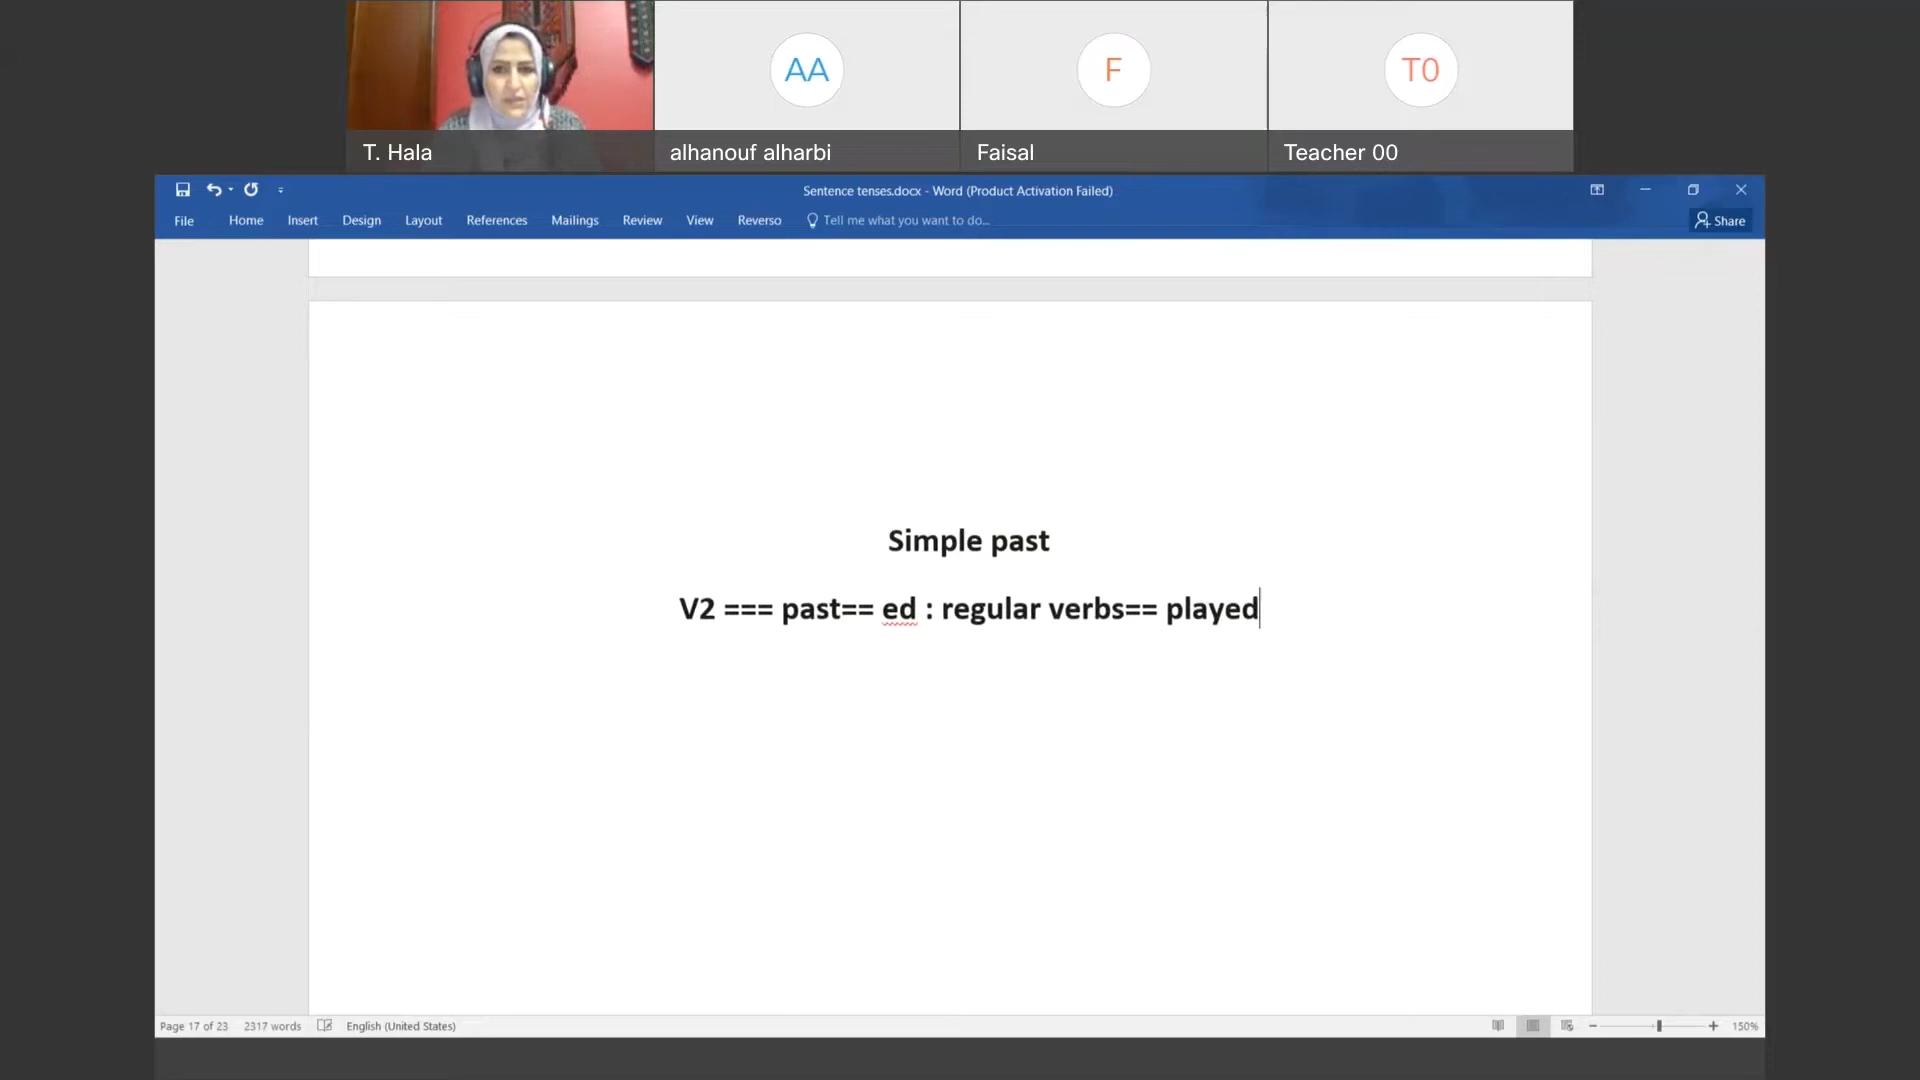 AA
F
T0
T. Hala
alhanouf alharbi
Faisal
Teacher 00
Sentence tenses.docx - Word (Product Activation Failed)
File Home Insert Design Layout References Mailings Review View Reverso Tell me what you want to do... Share
Simple past
V2 === past== ed : regular verbs== played
Page 17 of 23 2317 words English (United States) 150%